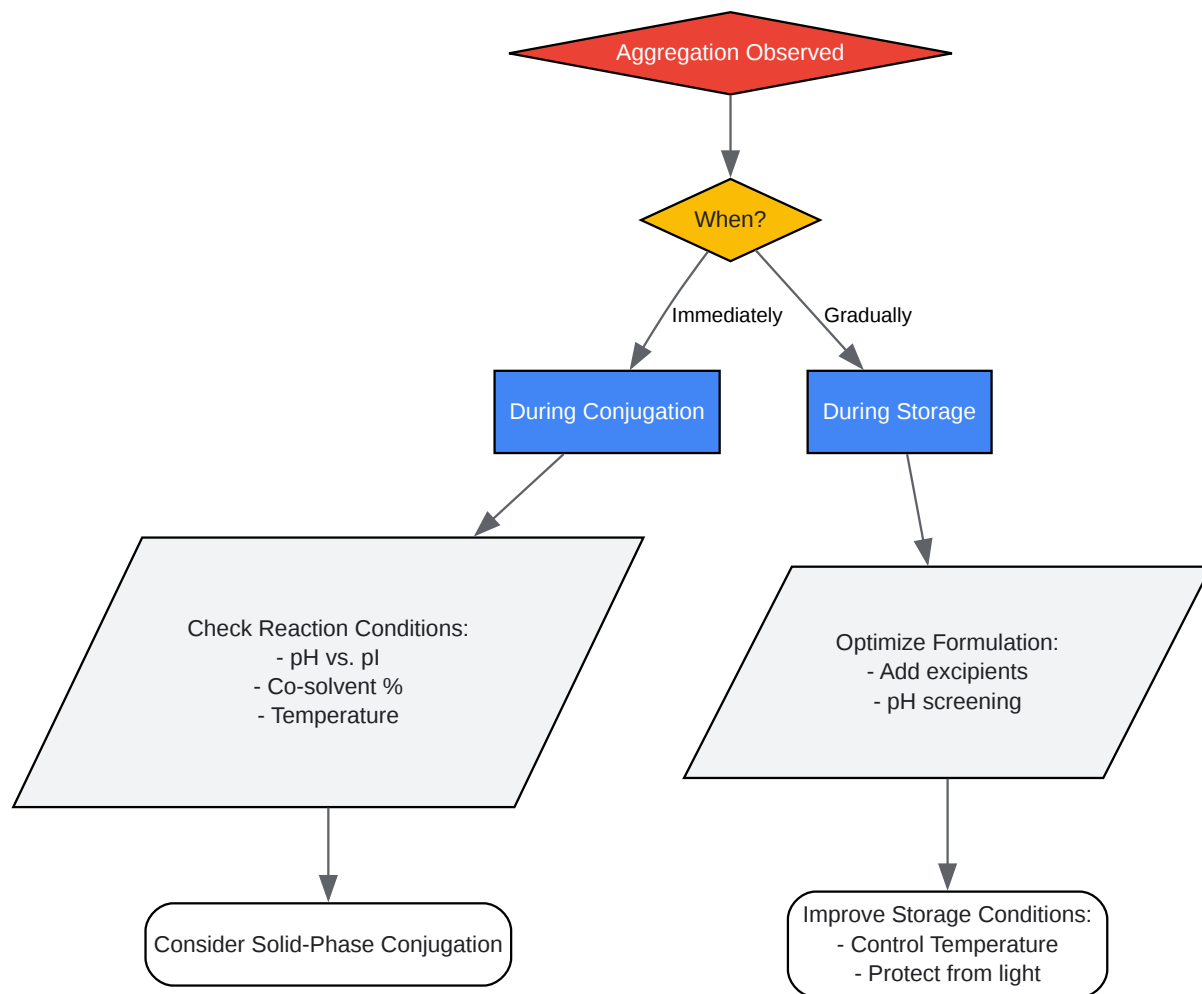 Aggregation Observed
When?
Immediately
Gradually
During Conjugation
During Storage
Check Reaction Conditions:
- pH vs. pI
- Co-solvent %
- Temperature
Optimize Formulation:
- Add excipients
- pH screening
Consider Solid-Phase Conjugation
Improve Storage Conditions:
- Control Temperature
- Protect from light